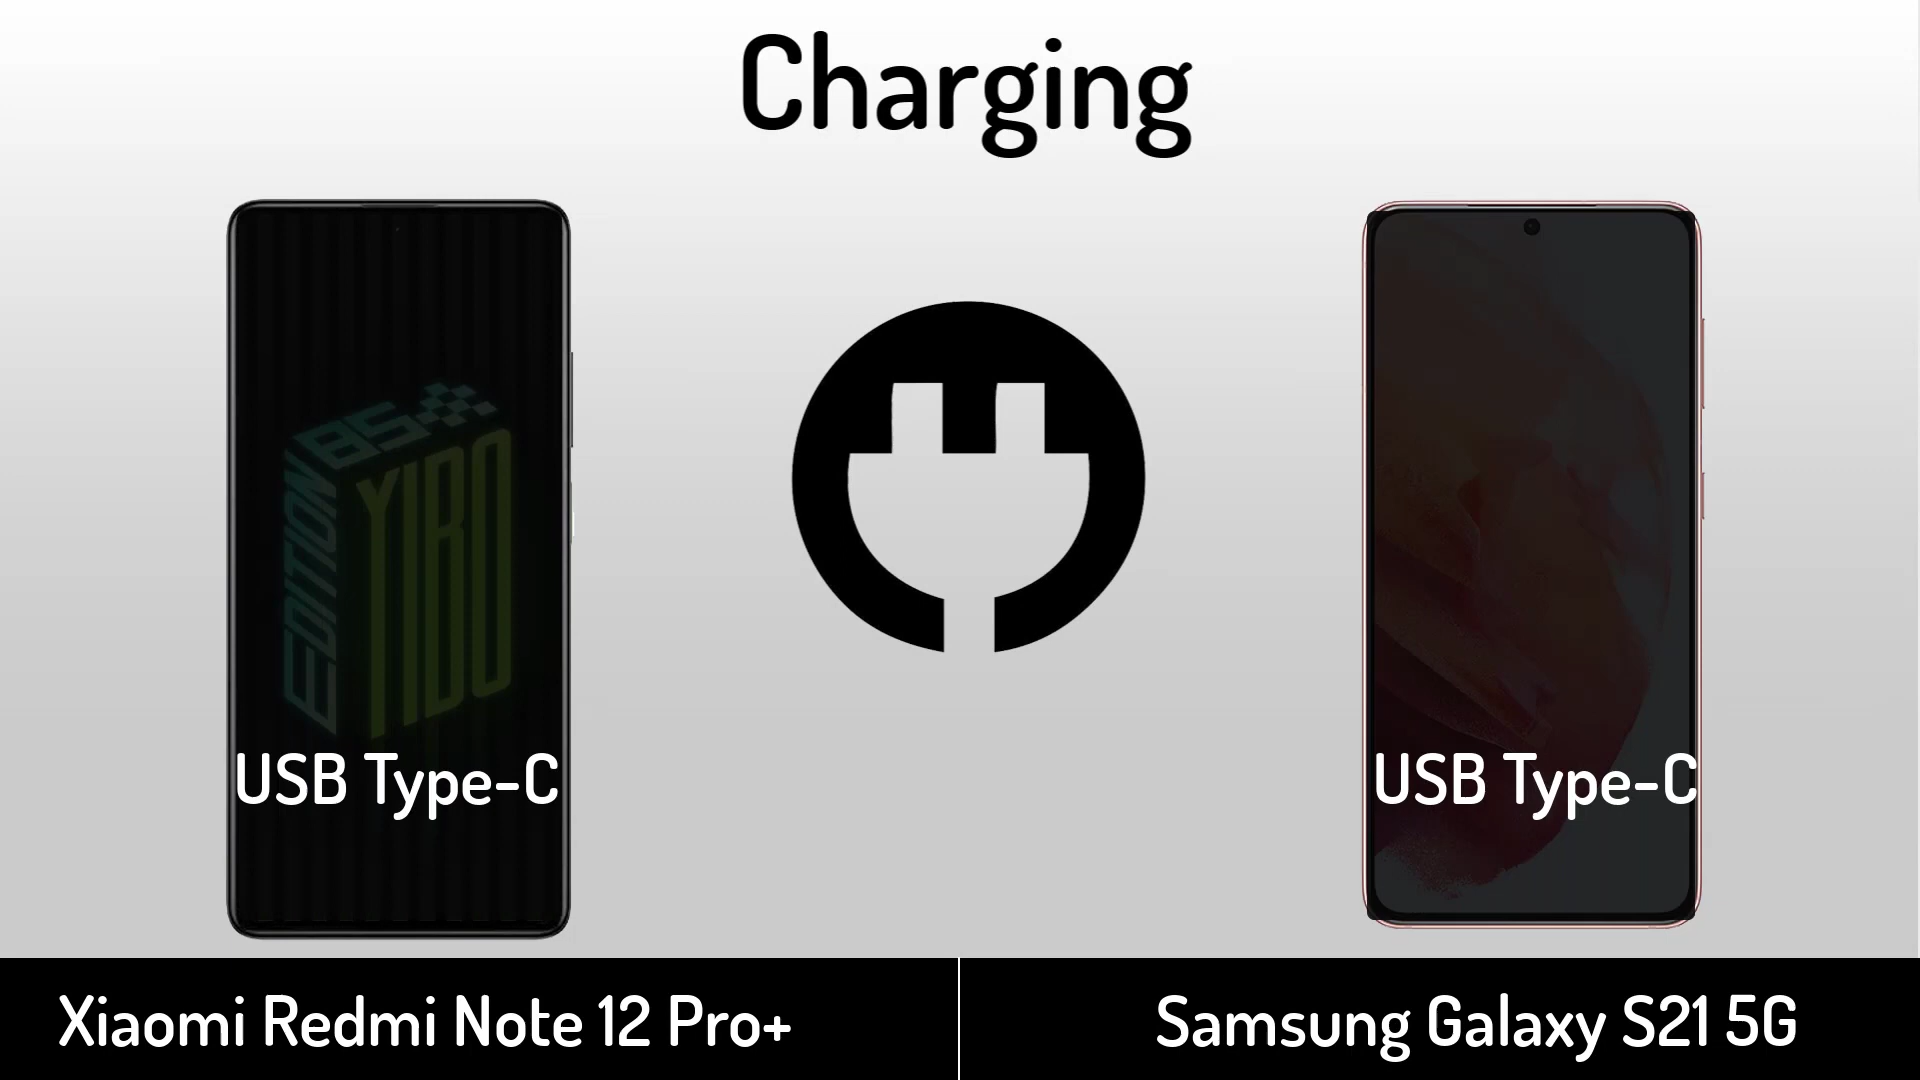 Charging
EDITION
85
YIBO
USB Type-C
USB Type-C
Xiaomi Redmi Note 12 Pro+
Samsung Galaxy S21 5G